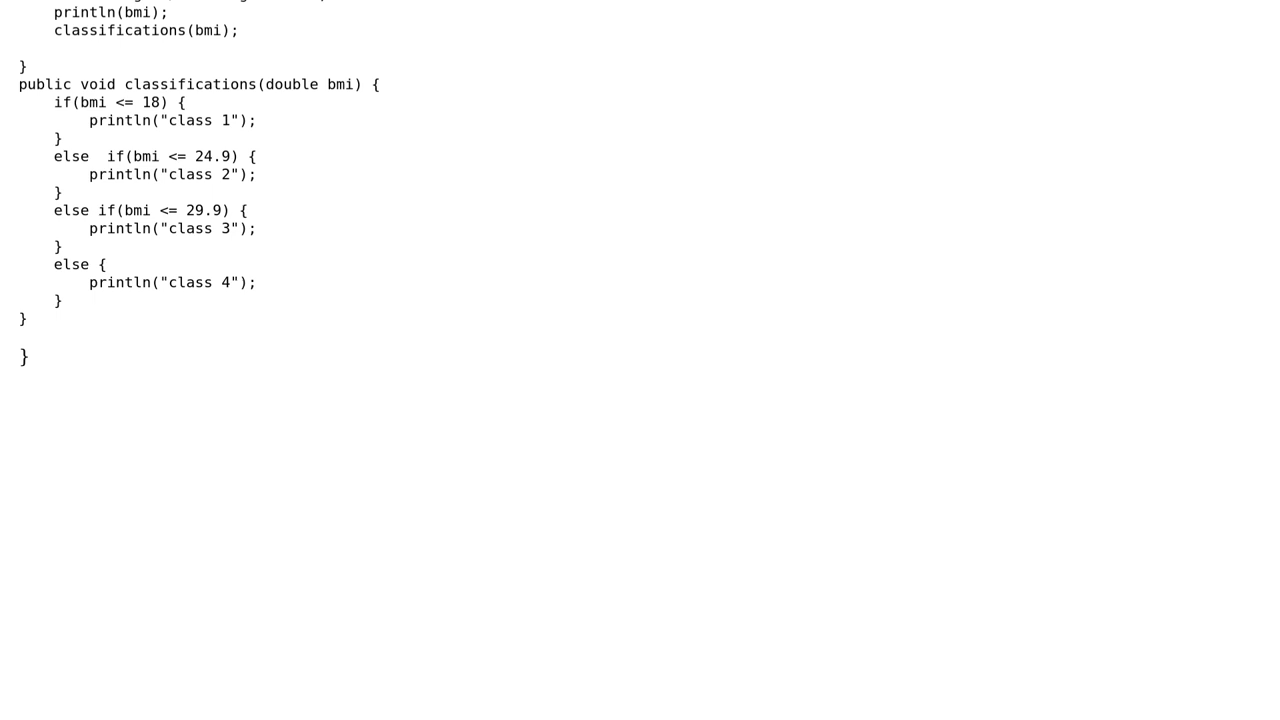 println(bmi);
classifications(bmi);
}
public void classifications(double bmi) {
if(bmi <= 18) {
println("class 1");
}
else  if(bmi <= 24.9) {
println("class 2");
}
else if(bmi <= 29.9) {
println("class 3");
}
else {
println("class 4");
}
}
}